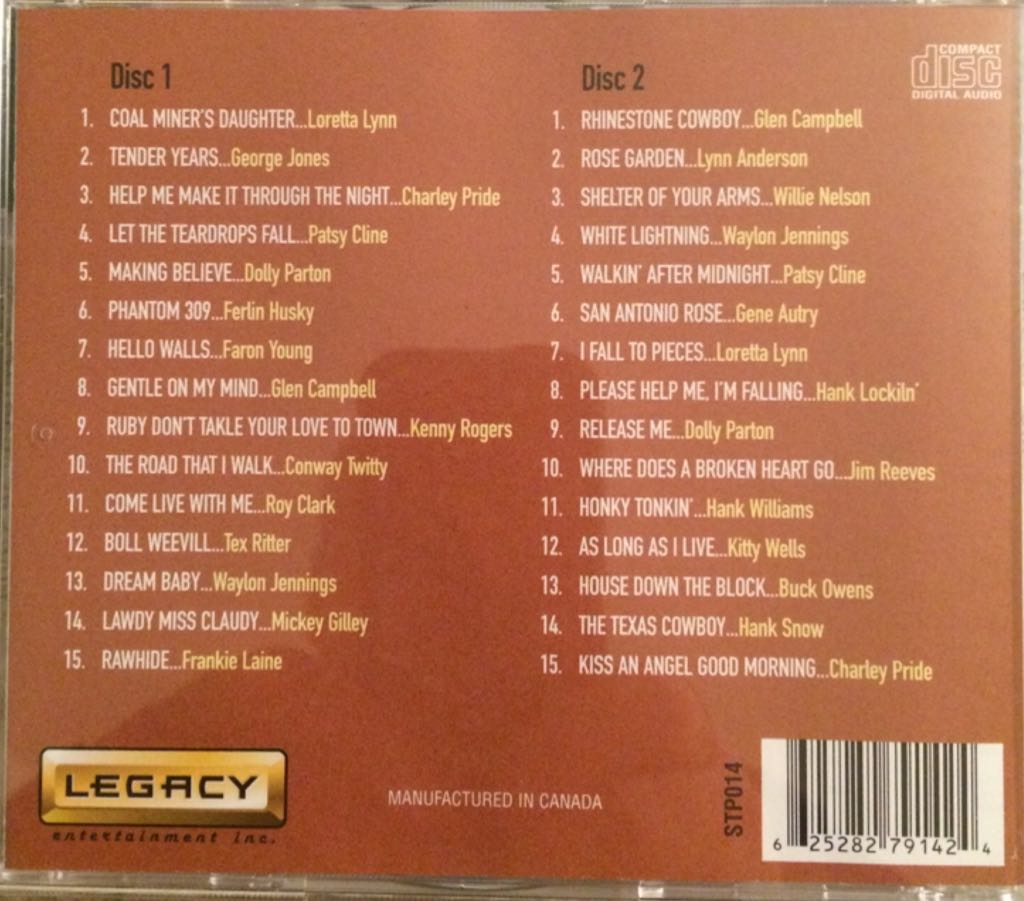 COMPACT
disc
DIGITAL AUDIO
Disc 1
1. COAL MINER'S DAUGHTER...Loretta Lynn
2. TENDER YEARS...George Jones
3. HELP ME MAKE IT THROUGH THE NIGHT...Charley Pride
4. LET THE TEARDROPS FALL...Patsy Cline
5. MAKING BELIEVE...Dolly Parton
6. PHANTOM 309...Ferlin Husky
7. HELLO WALLS...Faron Young
8. GENTLE ON MY MIND...Glen Campbell
9. RUBY DON'T TAKLE YOUR LOVE TO TOWN...Kenny Rogers
10. THE ROAD THAT I WALK...Conway Twitty
11. COME LIVE WITH ME...Roy Clark
12. BOLL WEEVILL...Tex Ritter
13. DREAM BABY...Waylon Jennings
14. LAWDY MISS CLAUDY...Mickey Gilley
15. RAWHIDE...Frankie Laine
Disc 2
1. RHINESTONE COWBOY...Glen Campbell
2. ROSE GARDEN...Lynn Anderson
3. SHELTER OF YOUR ARMS...Willie Nelson
4. WHITE LIGHTNING...Waylon Jennings
5. WALKIN' AFTER MIDNIGHT...Patsy Cline
6. SAN ANTONIO ROSE...Gene Autry
7. I FALL TO PIECES...Loretta Lynn
8. PLEASE HELP ME, I'M FALLING...Hank Lockiln'
9. RELEASE ME...Dolly Parton
10. WHERE DOES A BROKEN HEART GO...Jim Reeves
11. HONKY TONKIN'...Hank Williams
12. AS LONG AS I LIVE...Kitty Wells
13. HOUSE DOWN THE BLOCK...Buck Owens
14. THE TEXAS COWBOY...Hank Snow
15. KISS AN ANGEL GOOD MORNING...Charley Pride
LEGACY
entertainment inc.
MANUFACTURED IN CANADA
STP014
6 25282 79142 4